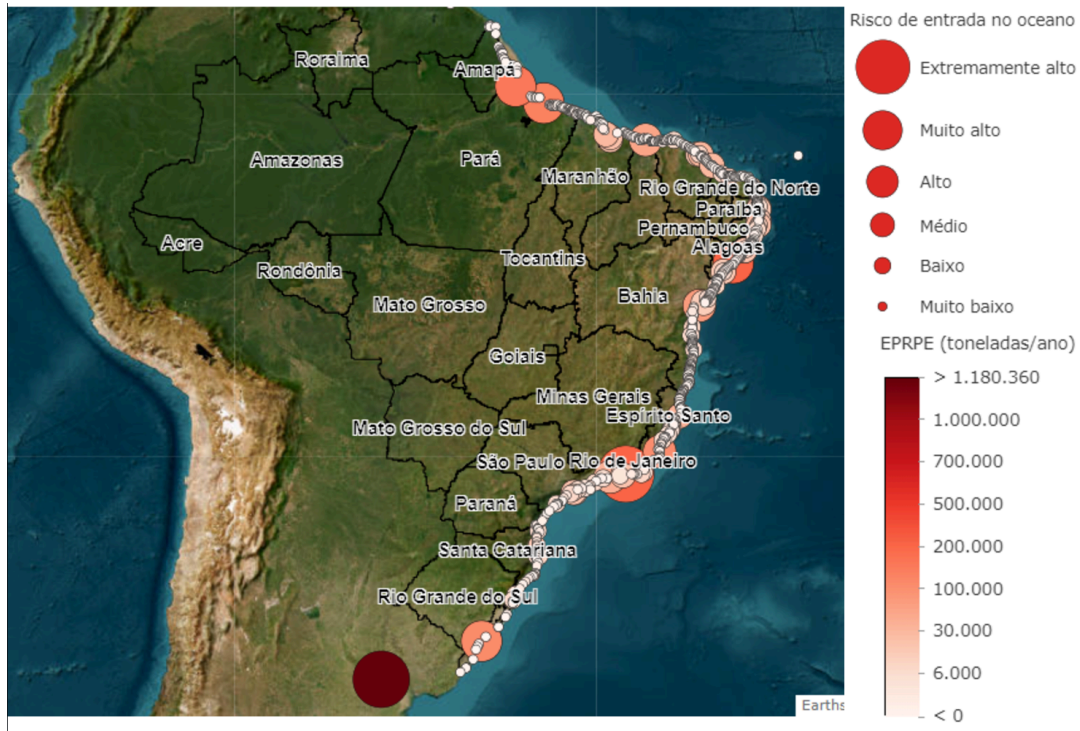 Risco de entrada no oceano
Extremamente alto
Muito alto
Alto
Médio
Baixo
Muito baixo
EPRPE (toneladas/ano)
> 1.180.360
1.000.000
700.000
500.000
200.000
100.000
30.000
6.000
< 0
Roraima
Amapá
Amazonas
Pará
Maranhão
Rio Grande do Norte
Paraíba
Pernambuco
Alagoas
Acre
Rondônia
Tocantins
Mato Grosso
Bahia
Goiais
Minas Gerais
Espírito Santo
Mato Grosso do Sul
São Paulo
Rio de Janeiro
Paraná
Santa Catariana
Rio Grande do Sul
Earths